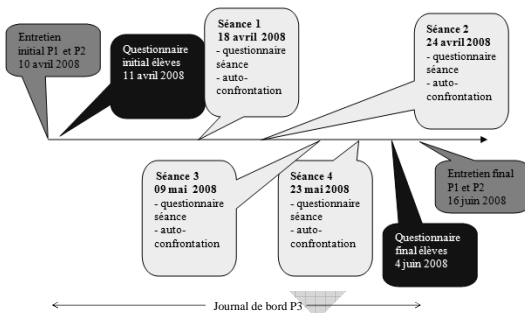 Entretien
initial P1 et P2
10 avril 2008
Questionnaire
initial élèves
11 avril 2008
Séance 1
18 avril 2008
- questionnaire
séance
- auto-
confrontation
Séance 2
24 avril 2008
- questionnaire
séance
- auto-
confrontation
Séance 3
09 mai 2008
- questionnaire
séance
- auto-
confrontation
Séance 4
23 mai 2008
- questionnaire
séance
- auto-
confrontation
Entretien final
P1 et P2
16 juin 2008
Questionnaire
final élèves
4 juin 2008
Journal de bord P3